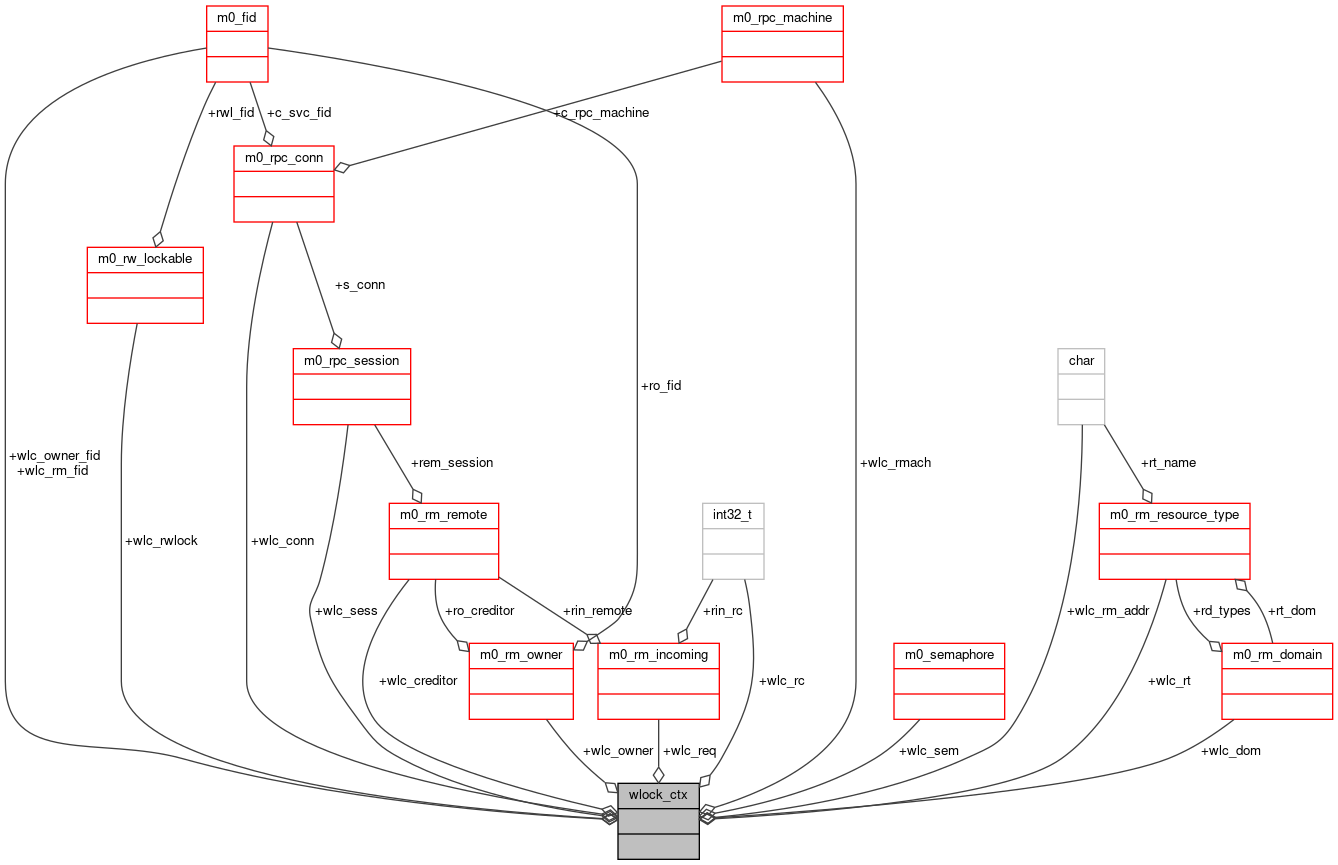 m0_fid
m0_rpc_machine
+rwl_fid
+c_svc_fid
+c_rpc_machine
m0_rpc_conn
m0_rw_lockable
+s_conn
m0_rpc_session
char
+ro_fid
+wlc_owner_fid
+wlc_rm_fid
+rem_session
+wlc_rmach
+rt_name
m0_rm_remote
int32_t
m0_rm_resource_type
+wlc_rwlock
+wlc_conn
+wlc_sess
+ro_creditor
+rin_remote
+rin_rc
+wlc_rm_addr
+rd_types
+rt_dom
m0_rm_owner
m0_rm_incoming
m0_semaphore
m0_rm_domain
+wlc_creditor
+wlc_rc
+wlc_rt
+wlc_owner
+wlc_req
+wlc_sem
+wlc_dom
wlock_ctx